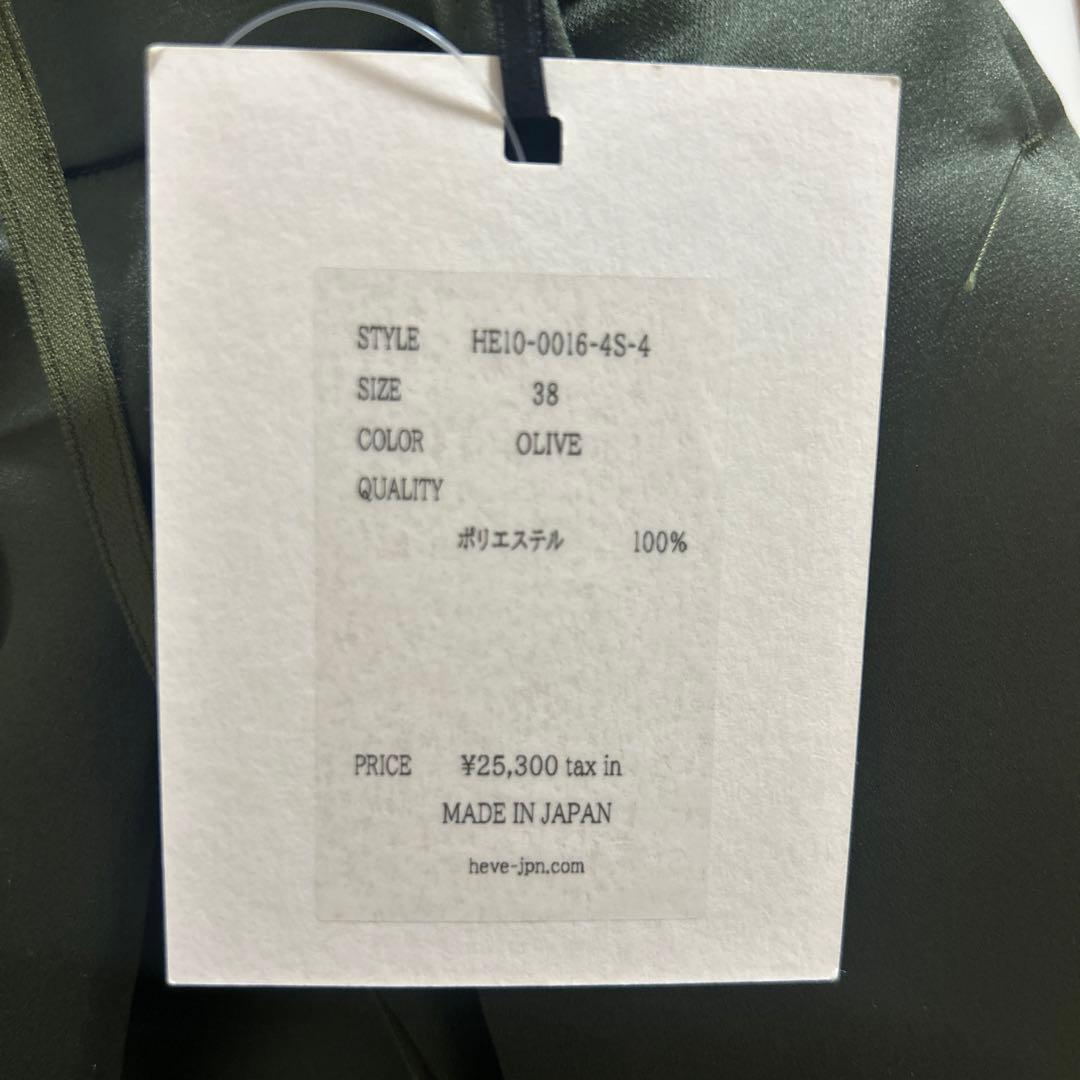 STYLE HE10-0016-4S-4
SIZE 38
COLOR OLIVE
QUALITY
ポリエステル 100%
PRICE ¥25,300 tax in
MADE IN JAPAN
heve-jpn.com